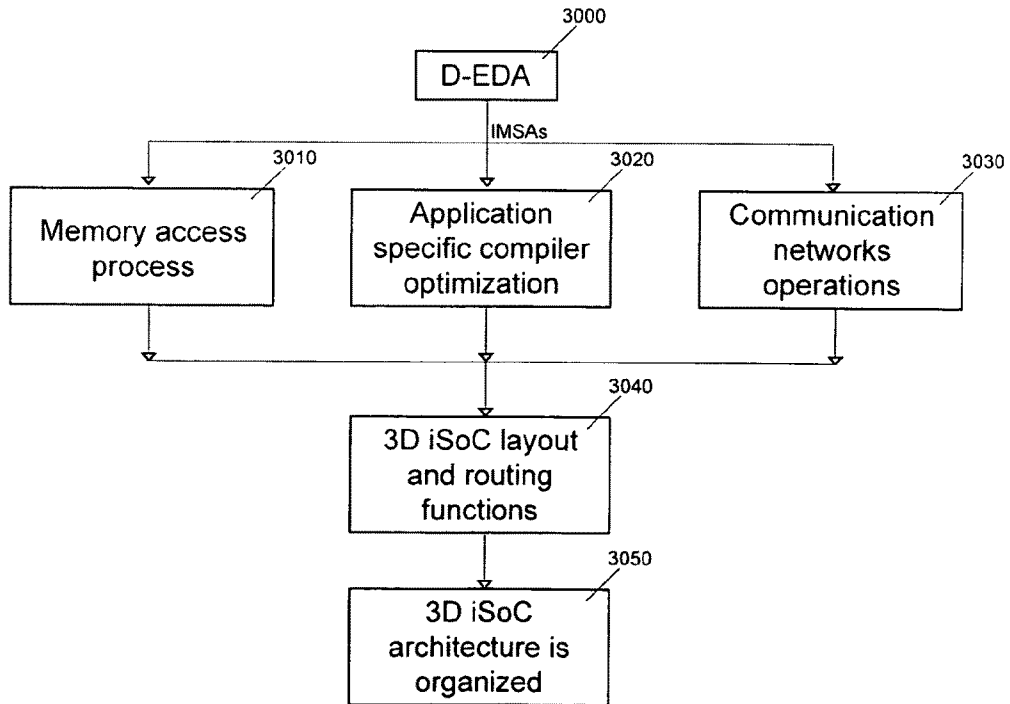 3000
D-EDA
IMSAs
3010
Memory access
process
3020
Application
specific compiler
optimization
3030
Communication
networks
operations
3040
3D iSoC layout
and routing
functions
3050
3D iSoC
architecture is
organized